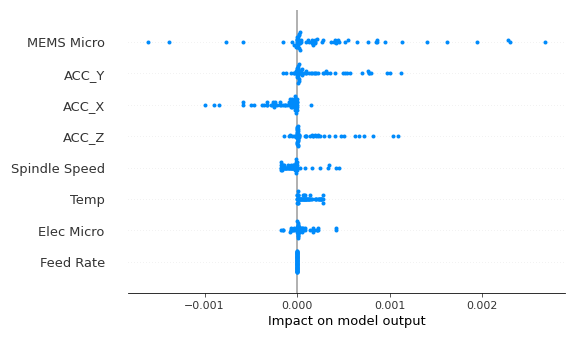 MEMS Micro
ACC_Y
ACC_X
ACC_Z
Spindle Speed
Temp
Elec Micro
Feed Rate
−0.001 0.000 0.001 0.002
Impact on model output